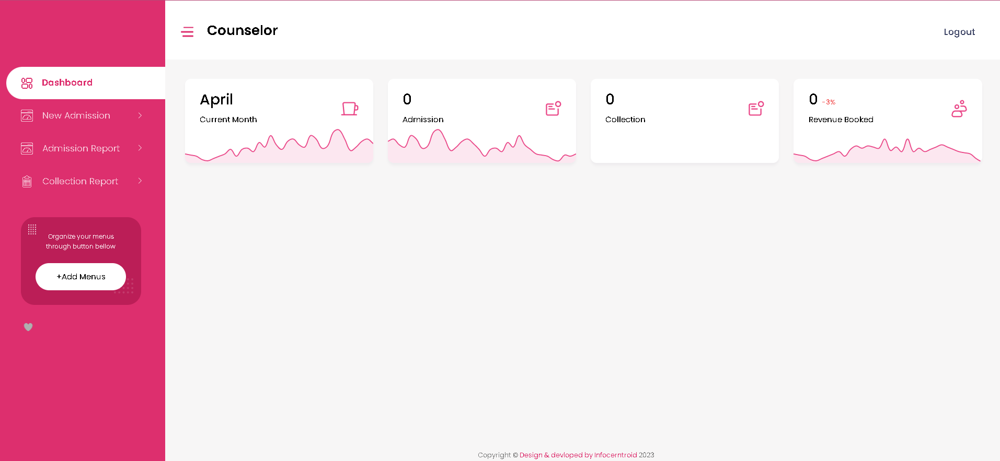 Counselor
Logout
Dashboard
New Admission
Admission Report
Collection Report
Organize your menus
through button bellow
+Add Menus
April
Current Month
0
Admission
0
Collection
0 -3%
Revenue Booked
Copyright © Design & devloped by Infocerntroid 2023